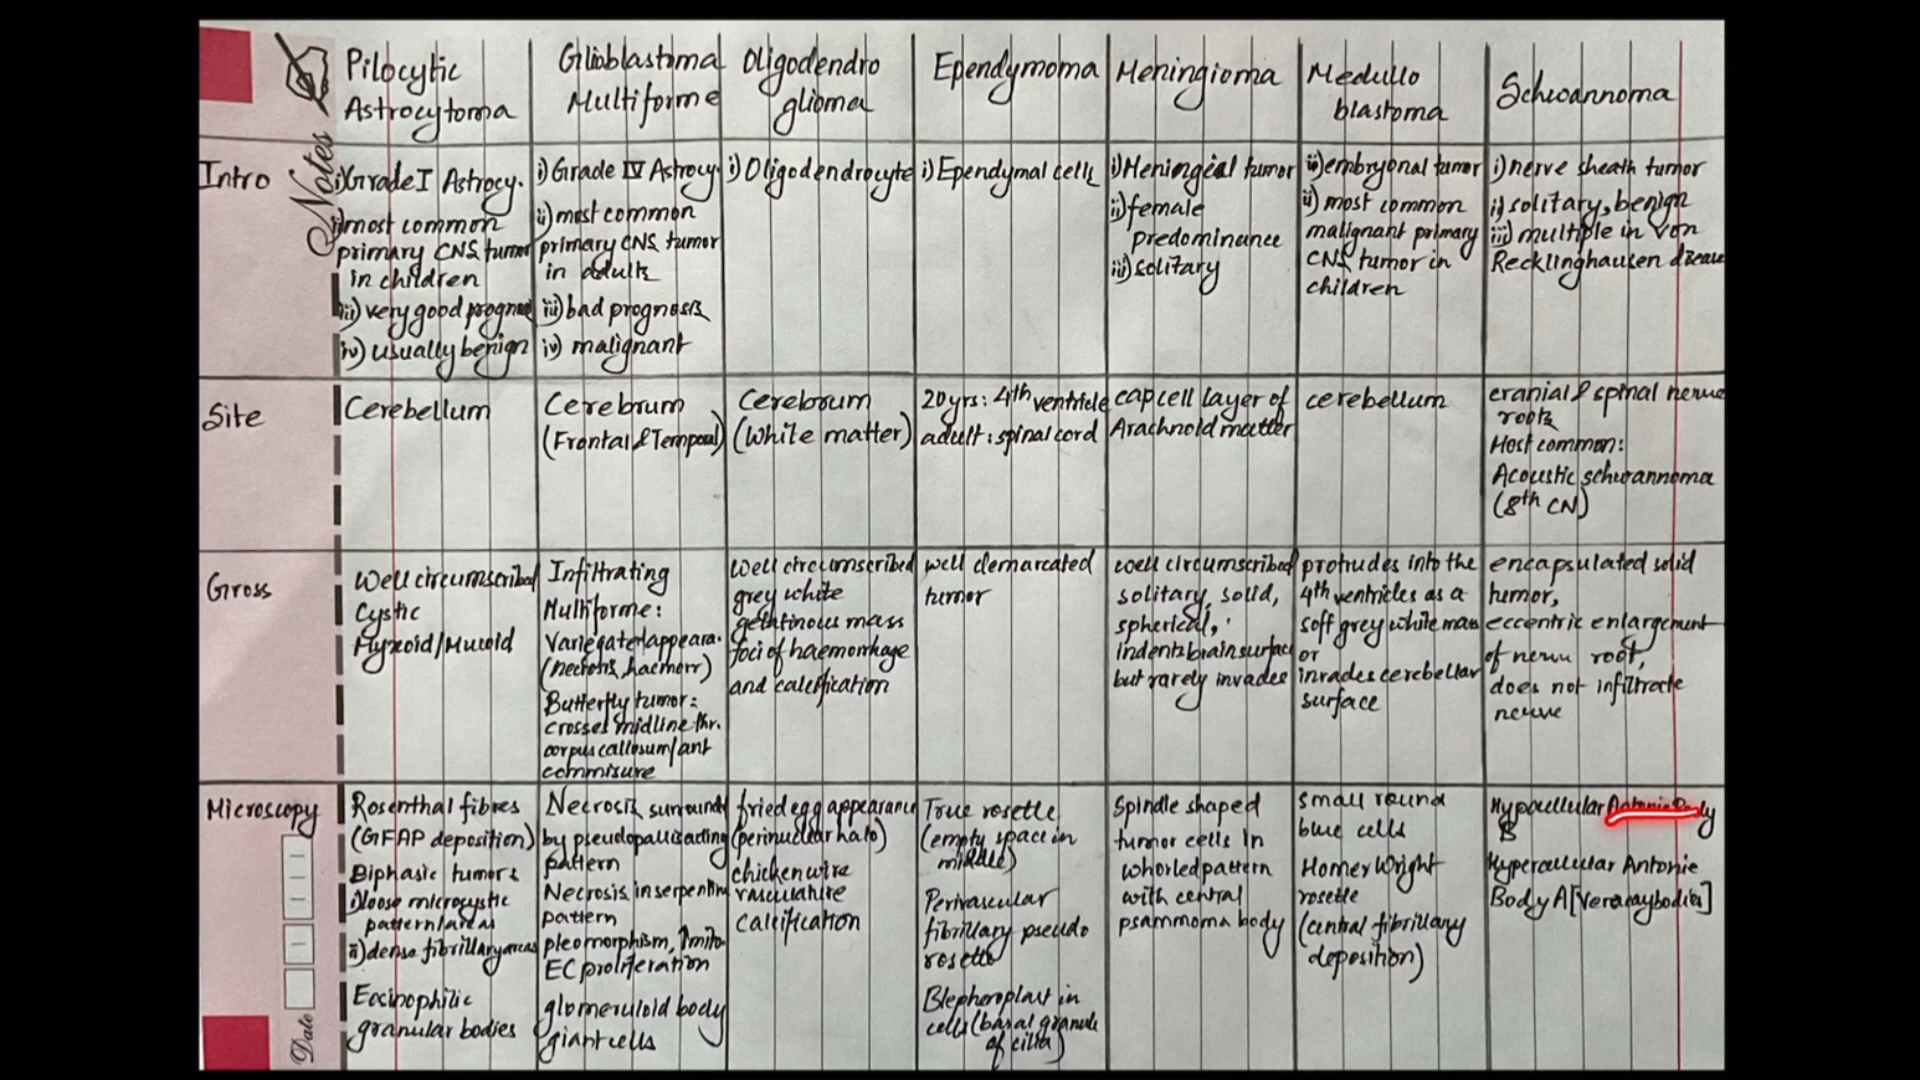 Notes
Pilocytic
Astrocytoma
Glioblastoma
Multiforme
Oligodendro
glioma
Ependymoma
Meningioma
Medullo
blastoma
Schwannoma
Intro
i) Grade I Astrocy.
ii) most common
primary CNS tumor
in children
iii) very good prognos
iv) usually benign
i) Grade IV Astrocy.
ii) most common
primary CNS tumor
in adults
iii) bad prognosis
iv) malignant
i) Oligodendrocyte
i) Ependymal cells
i) Meningial tumor
ii) female
predominance
iii) solitary
embryonal tumor
ii) most common
malignant primary
CNS tumor in
children
i) nerve sheath tumor
ii) solitary, benign
iii) multiple in Von
Recklinghausen disease
Site
Cerebellum
Cerebrum
(Frontal & Temporal)
Cerebrum
(White matter)
20 yrs: 4th ventricle
adult: spinal cord
cap cell layer of
Arachnoid matter
cerebellum
cranial & spinal nerve
roots
Most common:
Acoustic schwannoma
(8th CN)
Gross
Well circumscribed
Cystic
Myxoid/Mucoid
Infiltrating
Multiforme:
Variegated appeara.
(necrosis, haemorr)
Butterfly tumor:
crosses midline thr.
corpus callosum/ant
commisure
Well circumscribed
grey white
gelatinous mass
foci of haemorrhage
and calcification
well demarcated
tumor
well circumscribed
solitary, solid,
spherical,
indents brain surface
but rarely invades
protrudes into the
4th ventricles as a
soft grey white mass
or
invades cerebellar
surface
encapsulated solid
tumor,
eccentric enlargement
of nerve root,
does not infiltrate
nerve
Microscopy
Rosenthal fibres
(GFAP deposition)
Biphasic tumor:
i) loose microcystic
pattern/areas
ii) dense fibrillary areas
Eosinophilic
granular bodies
Necrosis surrounds
by pseudopallisading
pattern
Necrosis in serpentine
pattern
pleomorphism, ↑mito
EC proliferation
glomeruloid body
giant cells
fried egg appearance
(perinuclear halo)
chicken wire
vasculature
calcification
True rosette
(empty space in
middle)
Perivascular
fibrillary pseudo
rosette
Blepheroplast in
cells (basal granule
of cilia)
Spindle shaped
tumor cells in
whorled pattern
with central
psammoma body
small round
blue cells
Homer Wright
rosette
(central fibrillary
deposition)
Hypocellular Antonie Body
B
Hypercellular Antonie
Body A [Veracay bodies]
Date